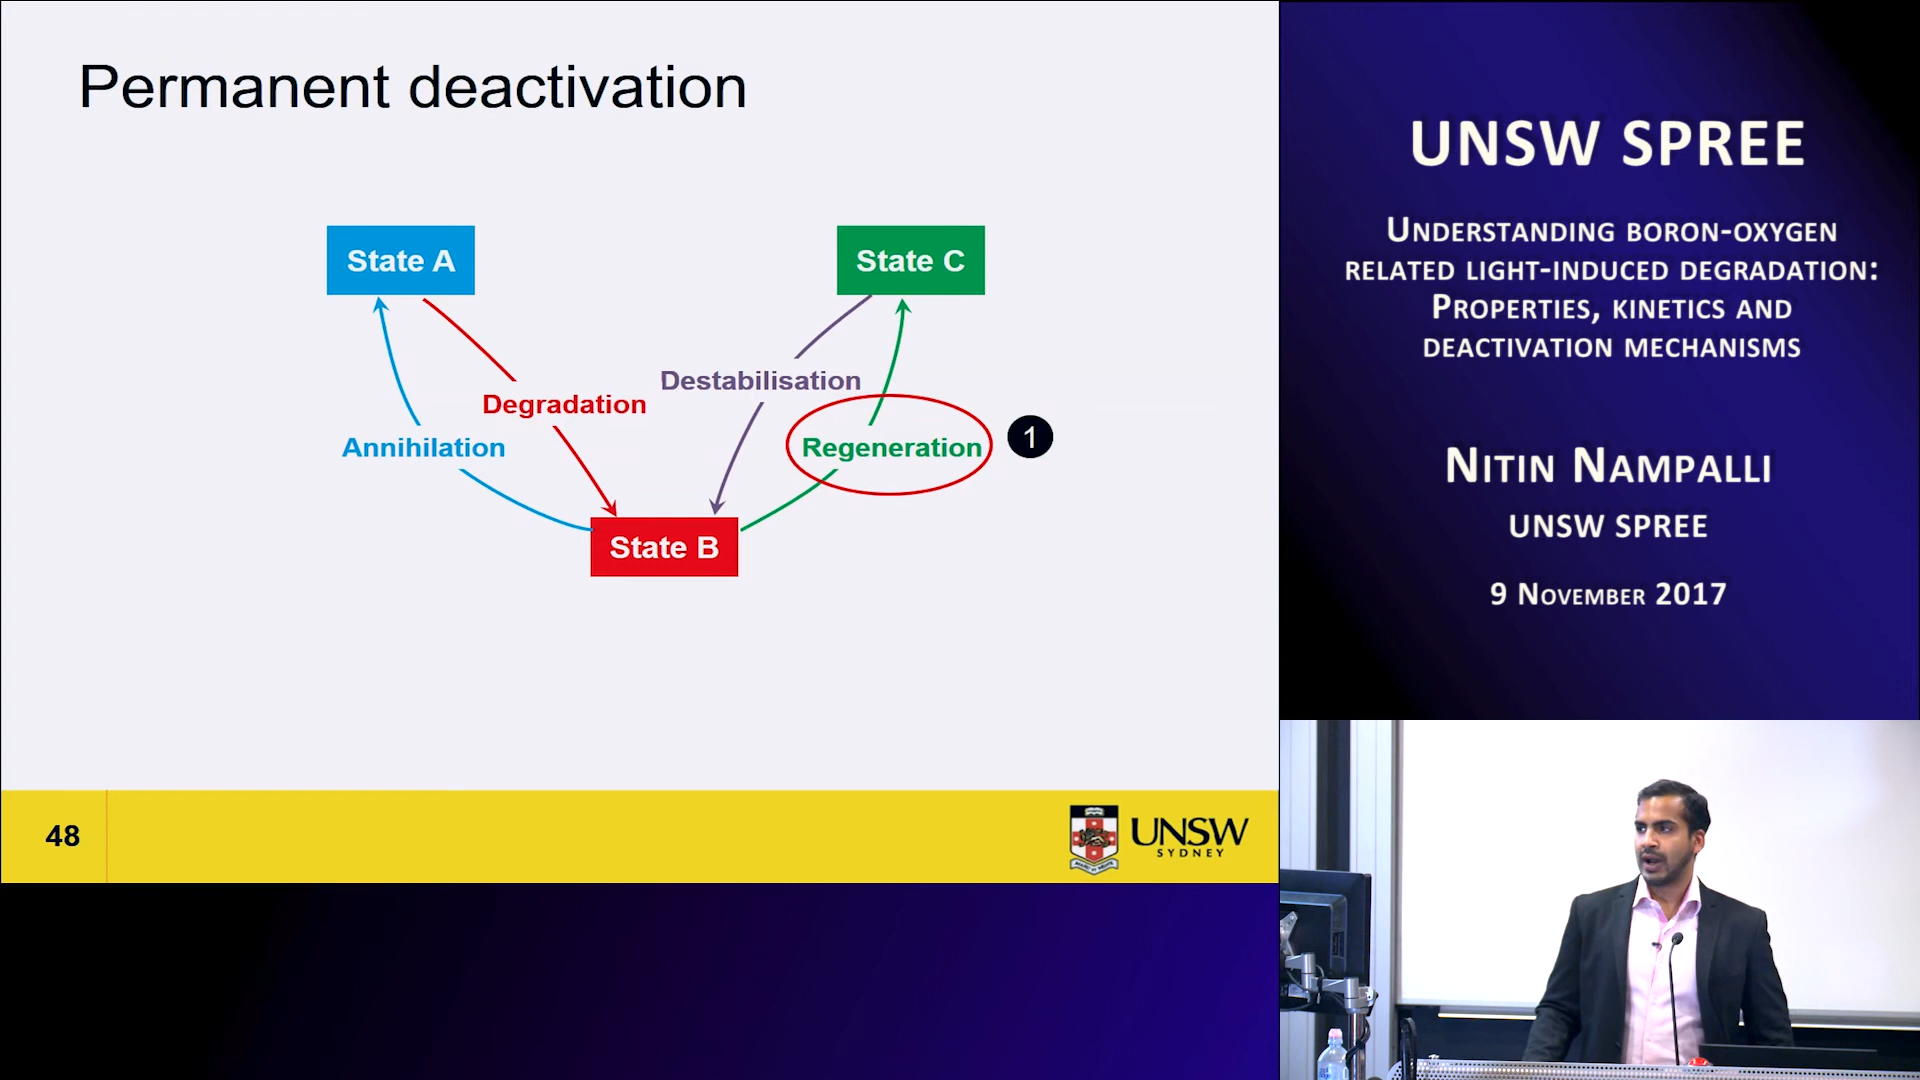 Permanent deactivation
State A
State C
Destabilisation
Degradation
Annihilation
Regeneration
1
State B
48
UNSW
SYDNEY
UNSW SPREE
Understanding boron-oxygen
related light-induced degradation:
Properties, kinetics and
deactivation mechanisms
Nitin Nampalli
UNSW SPREE
9 November 2017